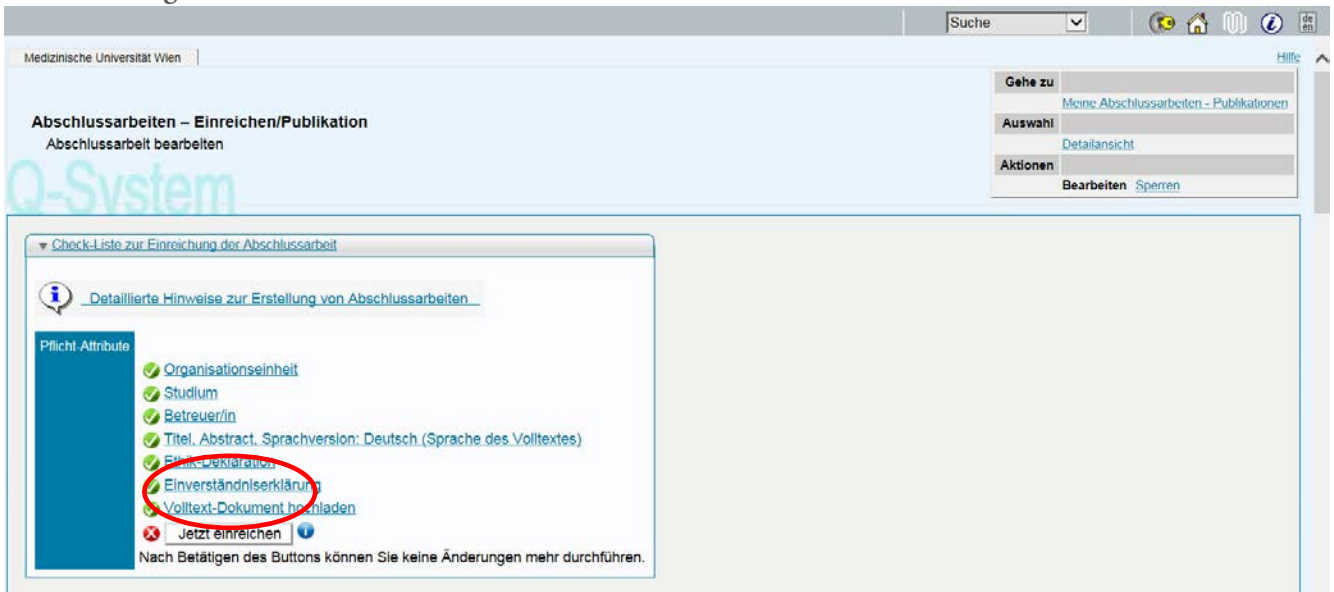 Suche
de
en
Medizinische Universität Wien
Hilfe
Gehe zu
Meine Abschlussarbeiten - Publikationen
Abschlussarbeiten – Einreichen/Publikation
Auswahl
Abschlussarbeit bearbeiten
Detailansicht
Q-System
Aktionen
Bearbeiten Sperren
Check-Liste zur Einreichung der Abschlussarbeit
Detaillierte Hinweise zur Erstellung von Abschlussarbeiten
Pflicht-Attribute
Organisationseinheit
Studium
Betreuer/in
Titel, Abstract, Sprachversion: Deutsch (Sprache des Volltextes)
Ethik-Deklaration
Einverständniserklärung
Volltext-Dokument hochladen
Jetzt einreichen
Nach Betätigen des Buttons können Sie keine Änderungen mehr durchführen.